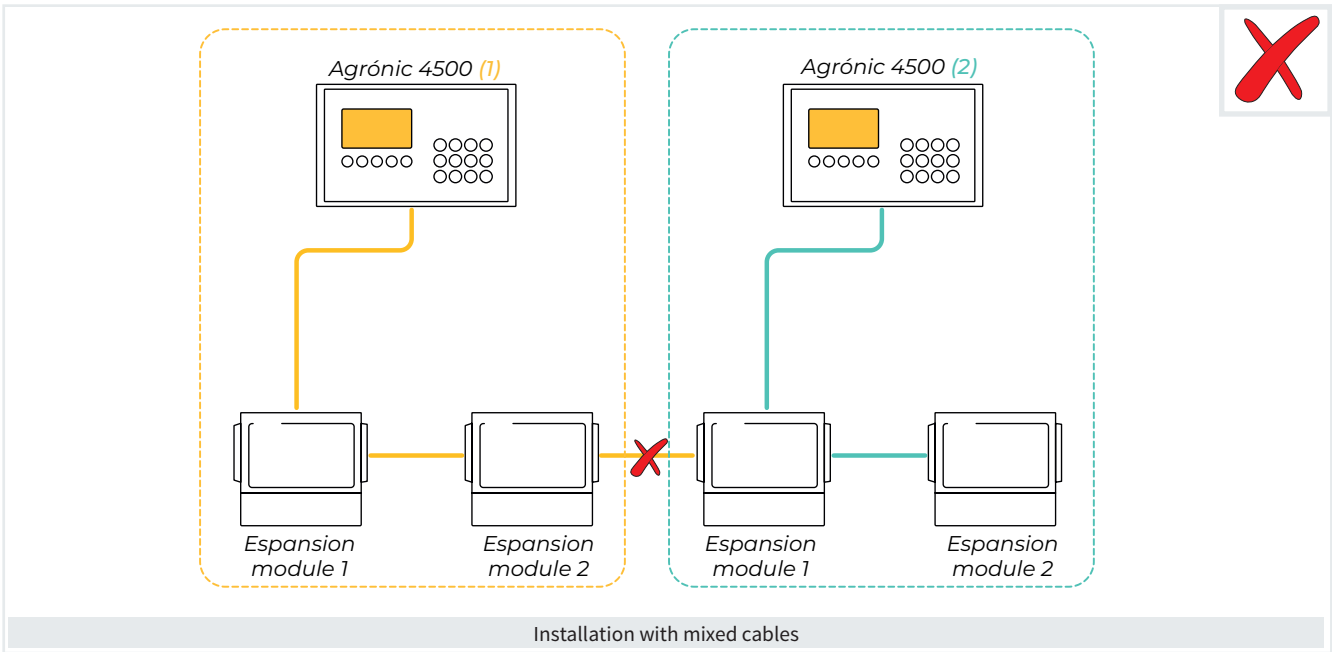 Agrónic 4500 (1)
Agrónic 4500 (2)
Espansion
module 1
Espansion
module 2
Espansion
module 1
Espansion
module 2
Installation with mixed cables